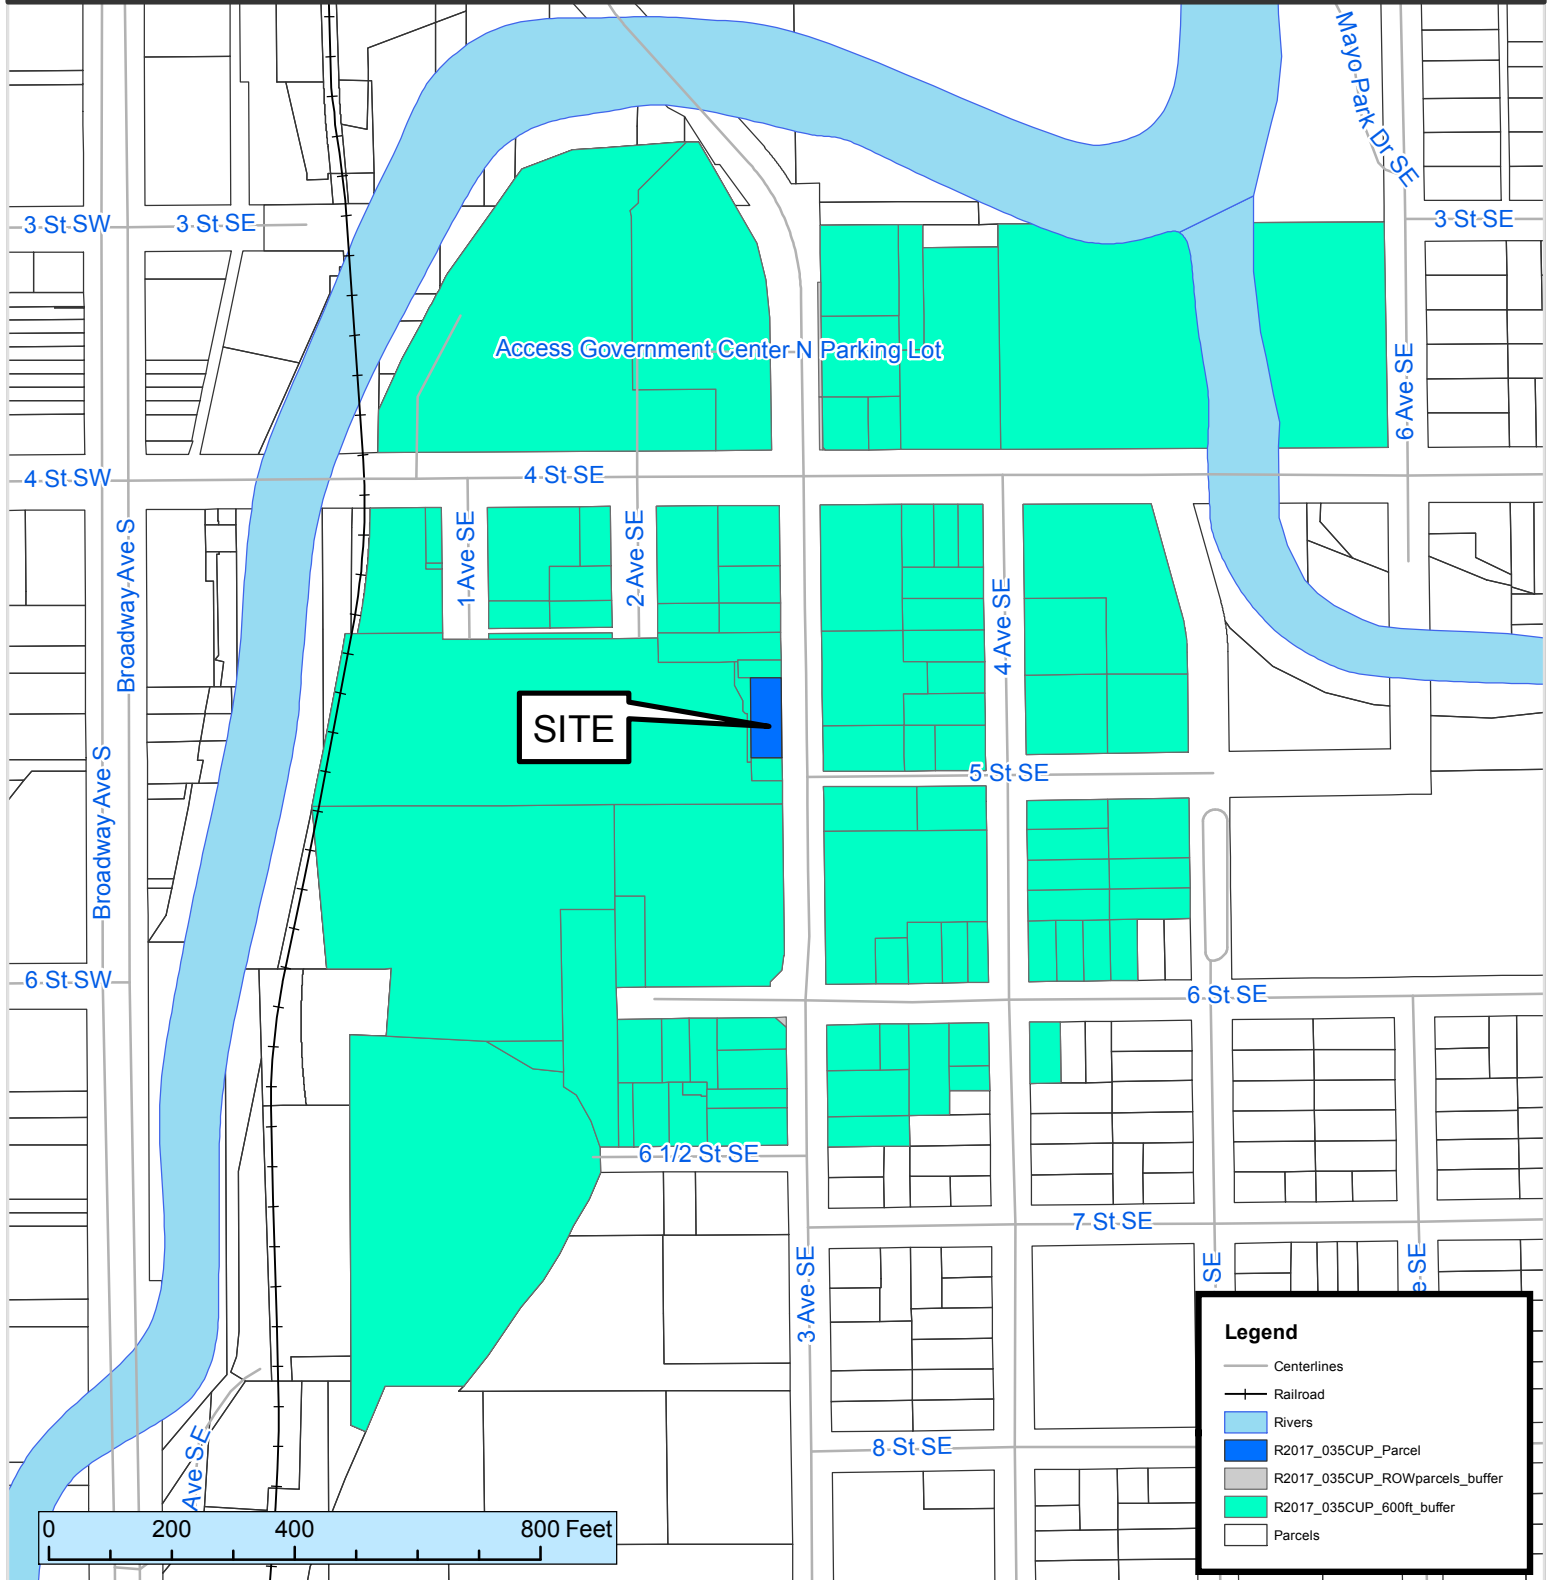 Mayo Park Dr SE
3 St SW
3 St SE
3 St SE
Access Government Center N Parking Lot
6 Ave SE
4 St SW
4 St SE
Broadway Ave S
1 Ave SE
2 Ave SE
4 Ave SE
SITE
5 St SE
Broadway Ave S
6 St SW
6 St SE
6 1/2 St SE
7 St SE
3 Ave SE
SE
e SE
8 St SE
Ave SE
Legend
Centerlines
Railroad
Rivers
R2017_035CUP_Parcel
R2017_035CUP_ROWparcels_buffer
R2017_035CUP_600ft_buffer
Parcels
0 200 400 800 Feet